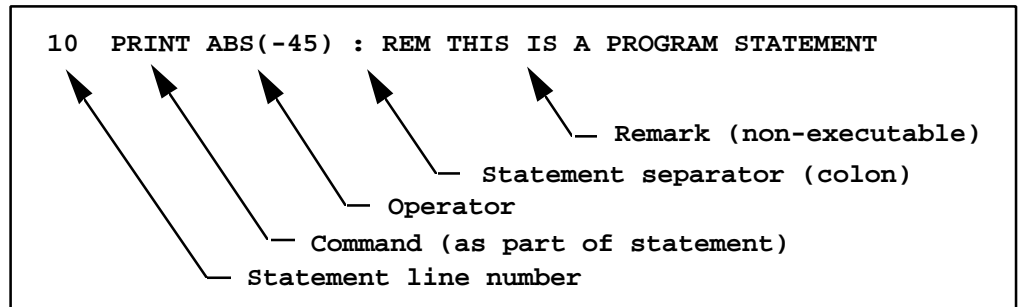 10 PRINT ABS(-45) : REM THIS IS A PROGRAM STATEMENT
Remark (non-executable)
Statement separator (colon)
Operator
Command (as part of statement)
Statement line number